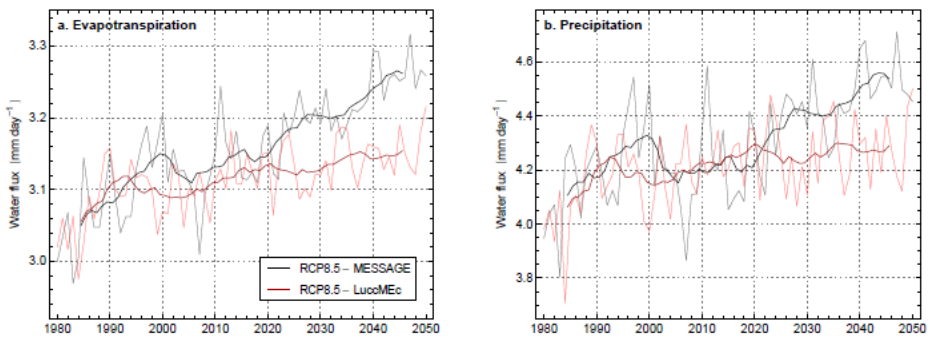 a. Evapotranspiration
Water flux [mm day⁻¹]
3.3
3.2
3.1
3.0
RCP8.5 – MESSAGE
RCP8.5 – LuccMEc
1980 1990 2000 2010 2020 2030 2040 2050
b. Precipitation
Water flux [mm day⁻¹]
4.6
4.4
4.2
4.0
3.8
1980 1990 2000 2010 2020 2030 2040 2050